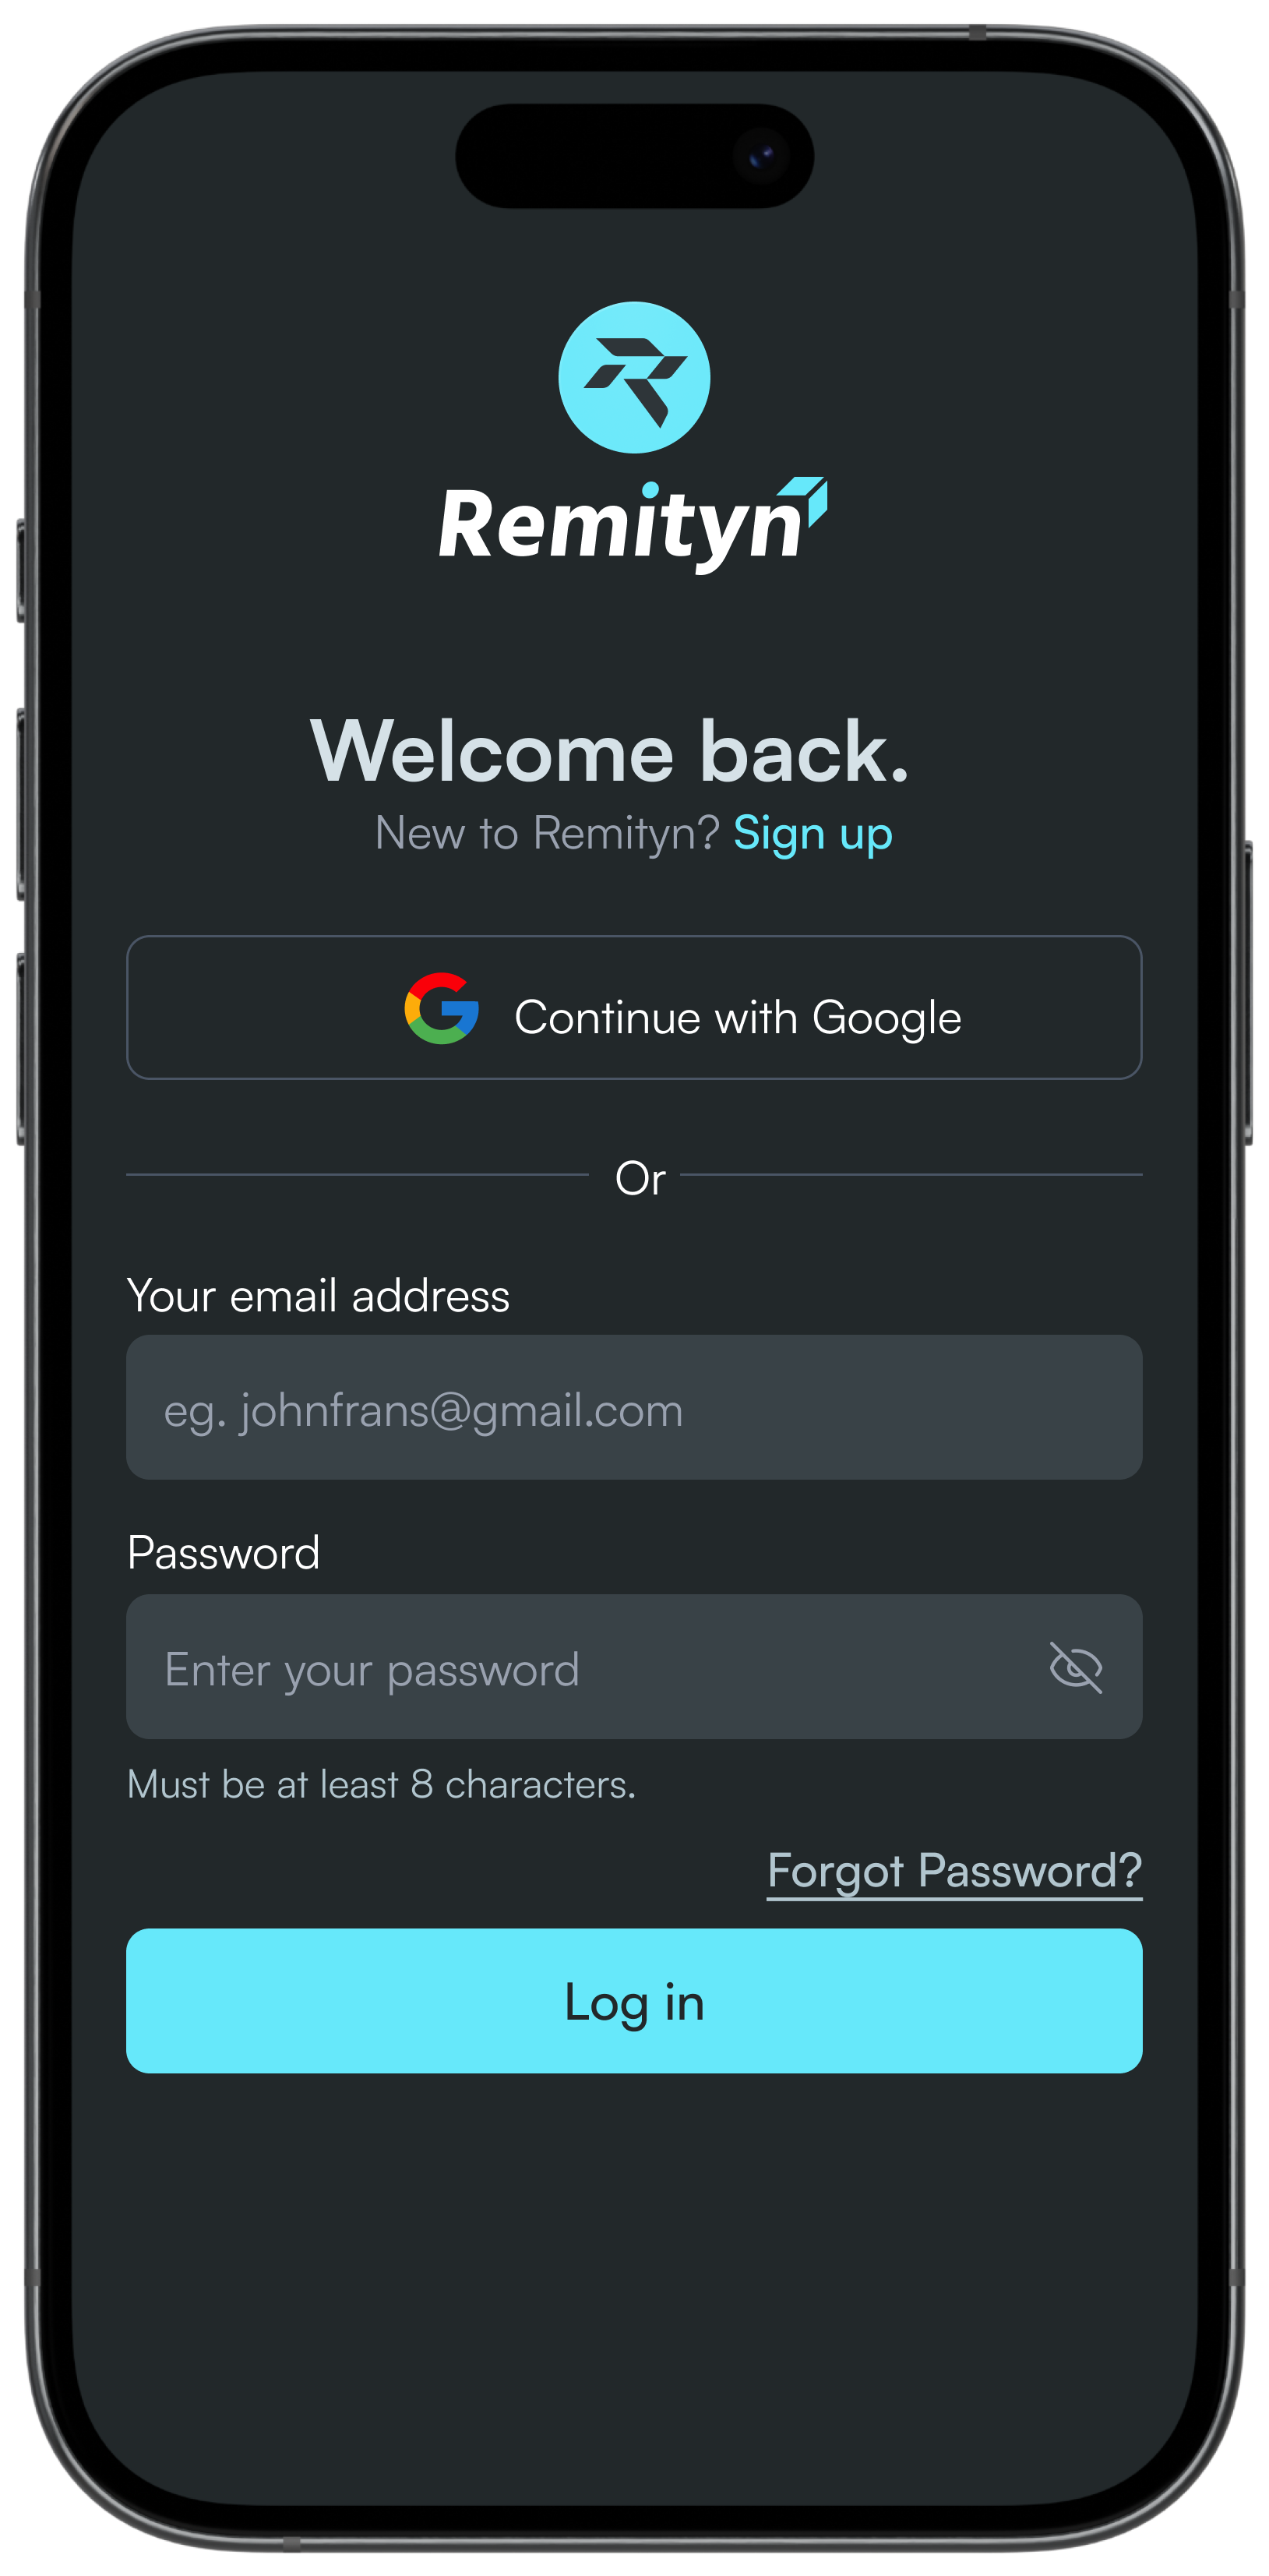 Remityn
Welcome back.
New to Remityn? Sign up
Continue with Google
Or
Your email address
eg. johnfrans@gmail.com
Password
Enter your password
Must be at least 8 characters.
Forgot Password?
Log in